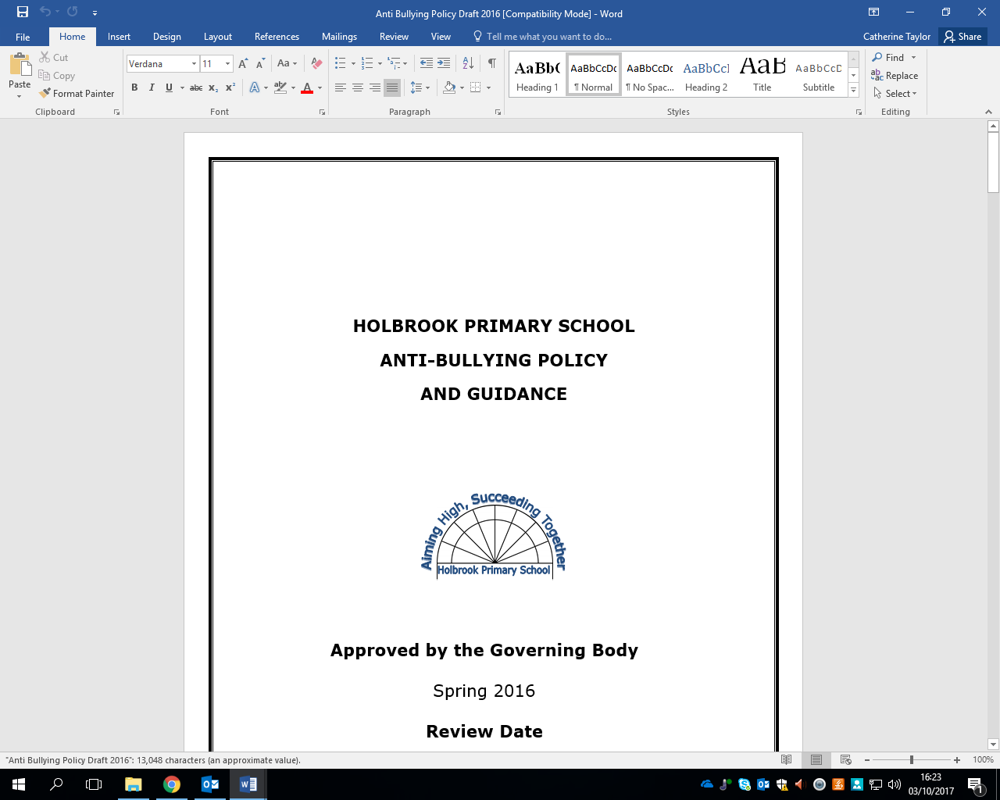 Anti Bullying Policy Draft 2016 [Compatibility Mode] - Word
File Home Insert Design Layout References Mailings Review View Tell me what you want to do... Catherine Taylor Share
Paste
Cut
Copy
Format Painter
Clipboard
Verdana 11
Font
Paragraph
AaBbC AaBbCcDc AaBbCcDc AaBbCcI AaB AaBbCcD
Heading 1 ¶ Normal ¶ No Spac... Heading 2 Title Subtitle
Styles
Find
Replace
Select
Editing
HOLBROOK PRIMARY SCHOOL
ANTI-BULLYING POLICY
AND GUIDANCE
Aiming High, Succeeding Together
Holbrook Primary School
Approved by the Governing Body
Spring 2016
Review Date
"Anti Bullying Policy Draft 2016": 13,048 characters (an approximate value).
100%
16:23
03/10/2017
1